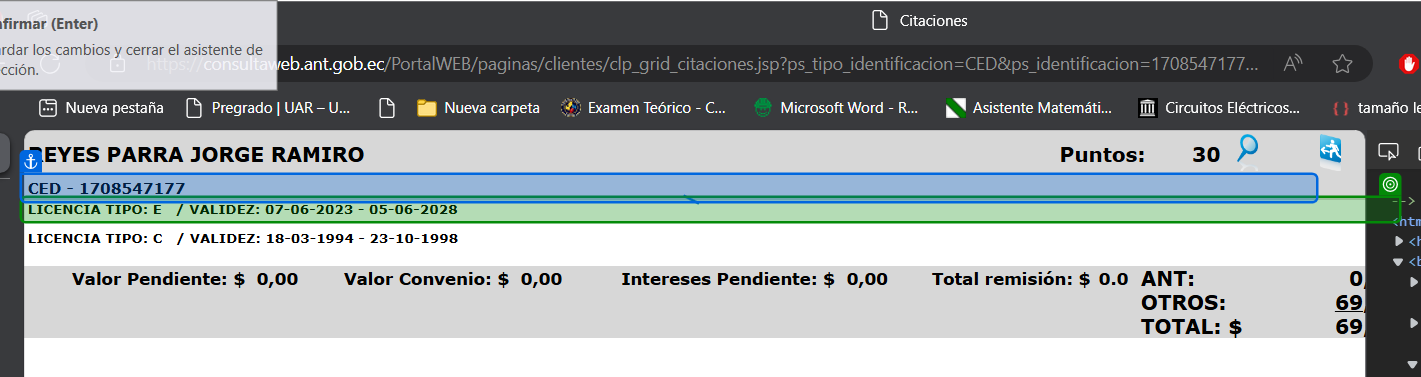 nfirmar (Enter)
ardar los cambios y cerrar el asistente de
ección.
Citaciones
https://consultaweb.ant.gob.ec/PortalWEB/paginas/clientes/clp_grid_citaciones.jsp?ps_tipo_identificacion=CED&ps_identificacion=1708547177...
Nueva pestaña Pregrado | UAR – U... Nueva carpeta Examen Teórico - C... Microsoft Word - R... Asistente Matemáti... Circuitos Eléctricos... tamaño le
REYES PARRA JORGE RAMIRO Puntos: 30
CED - 1708547177
LICENCIA TIPO: E / VALIDEZ: 07-06-2023 - 05-06-2028
LICENCIA TIPO: C / VALIDEZ: 18-03-1994 - 23-10-1998
Valor Pendiente: $ 0,00 Valor Convenio: $ 0,00 Intereses Pendiente: $ 0,00 Total remisión: $ 0.0 ANT: 0,
OTROS: 69,
TOTAL: $ 69,
-->
<htm
<h
<b
<
<